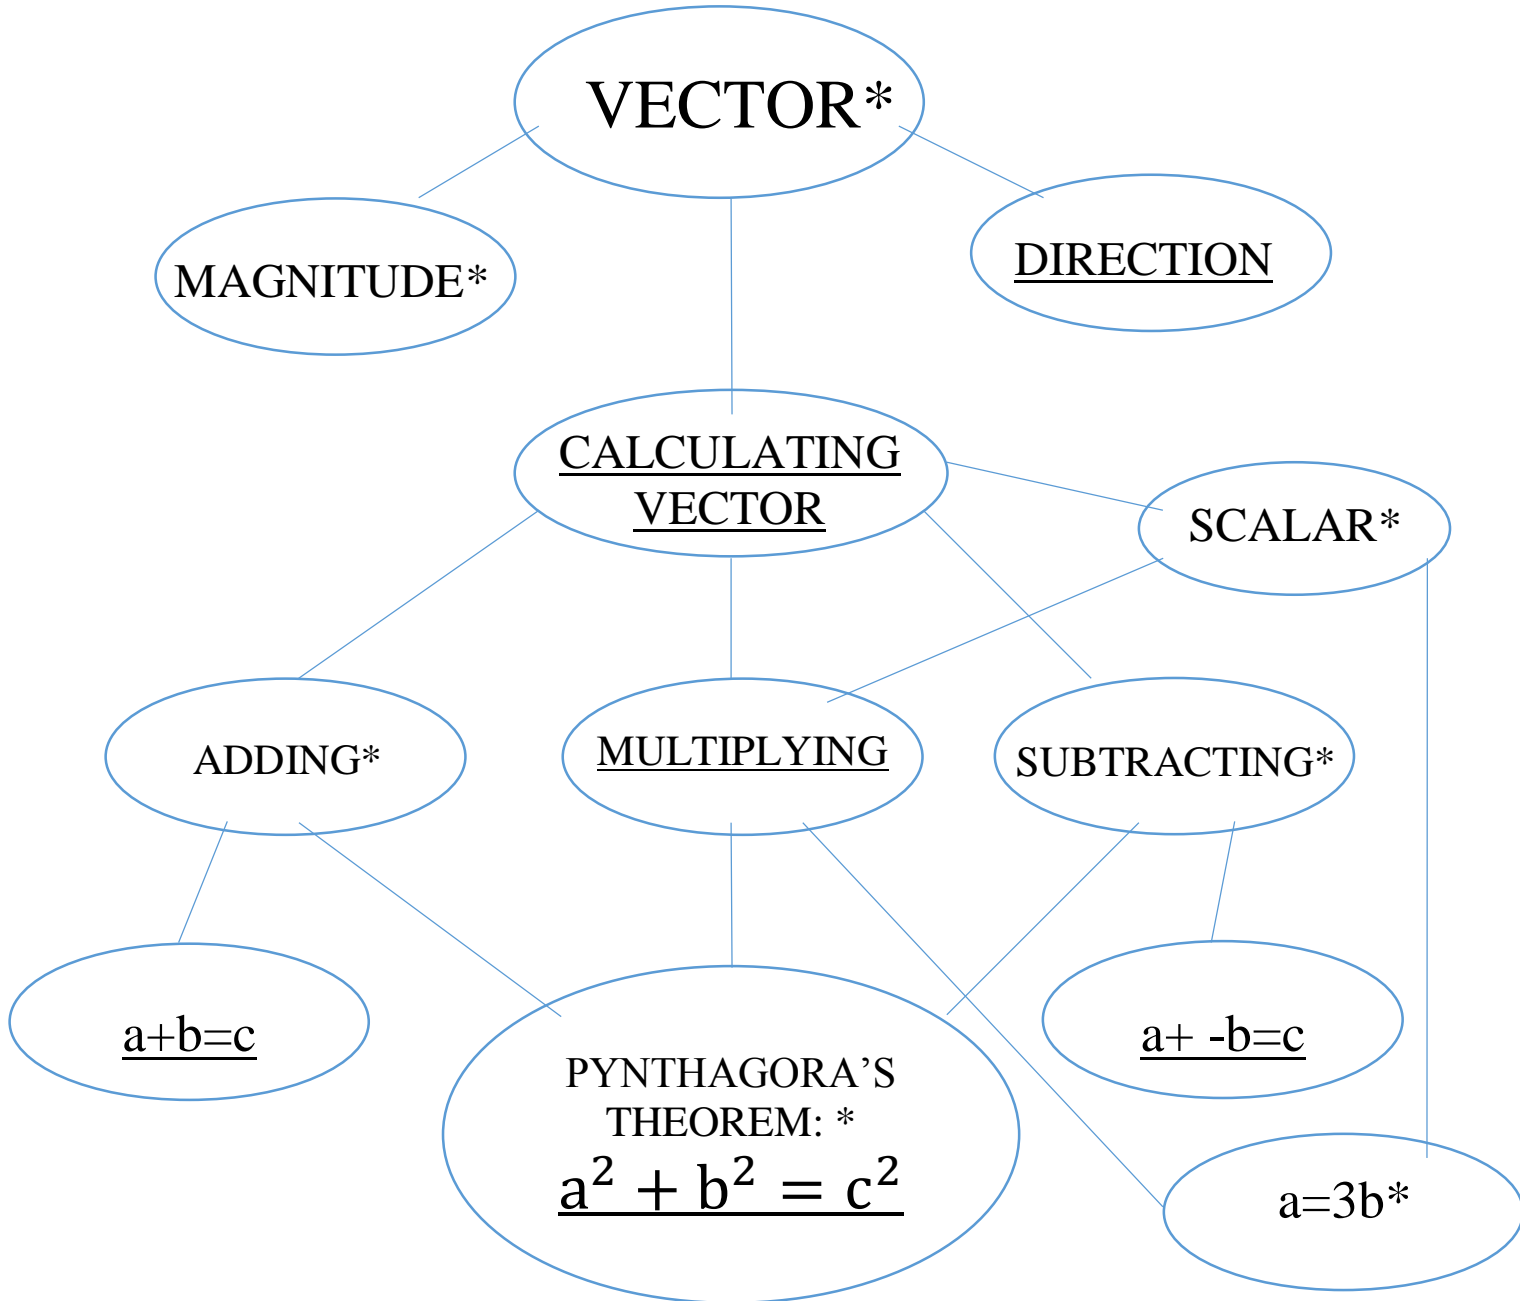 VECTOR*
MAGNITUDE*
DIRECTION
CALCULATING
VECTOR
SCALAR*
ADDING*
MULTIPLYING
SUBTRACTING*
a+b=c
a+ -b=c
PYNTHAGORA’S
THEOREM: *
a² + b² = c²
a=3b*